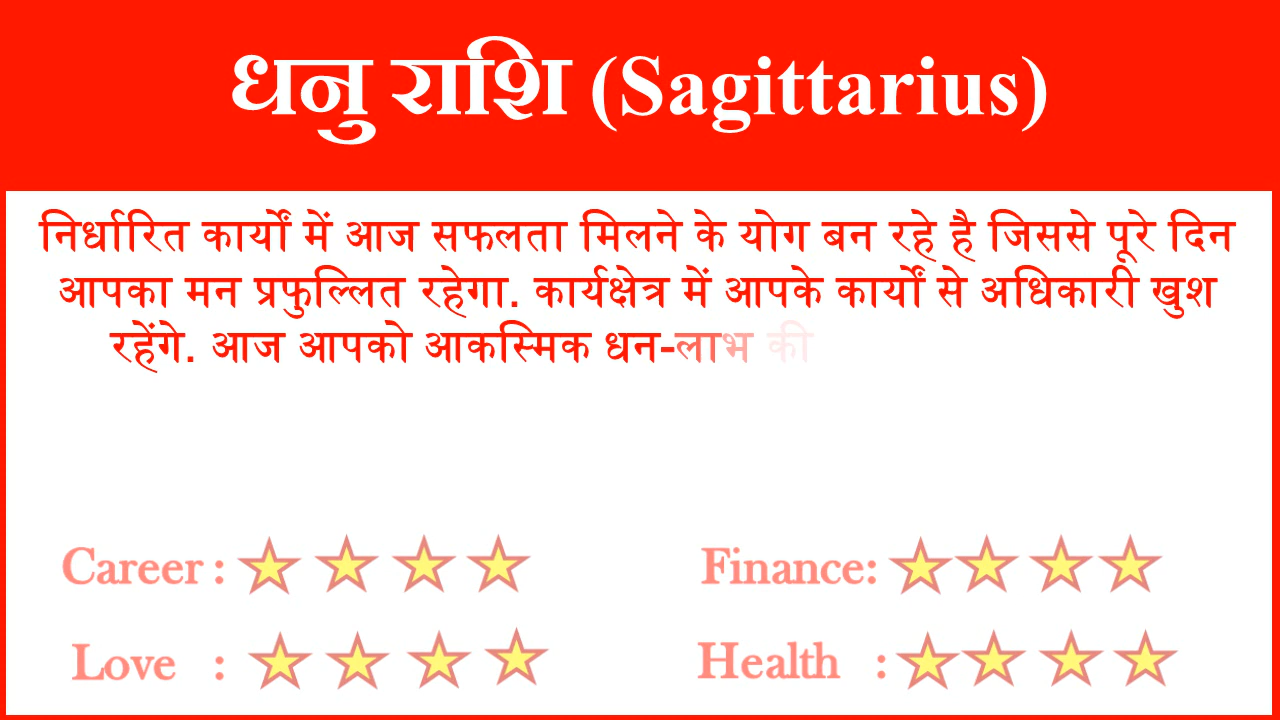 धनु राशि (Sagittarius)
निर्धारित कार्यों में आज सफलता मिलने के योग बन रहे है जिससे पूरे दिन
आपका मन प्रफुल्लित रहेगा. कार्यक्षेत्र में आपके कार्यों से अधिकारी खुश
रहेंगे. आज आपको आकस्मिक धन-लाभ की
Career :
Finance:
Love :
Health :